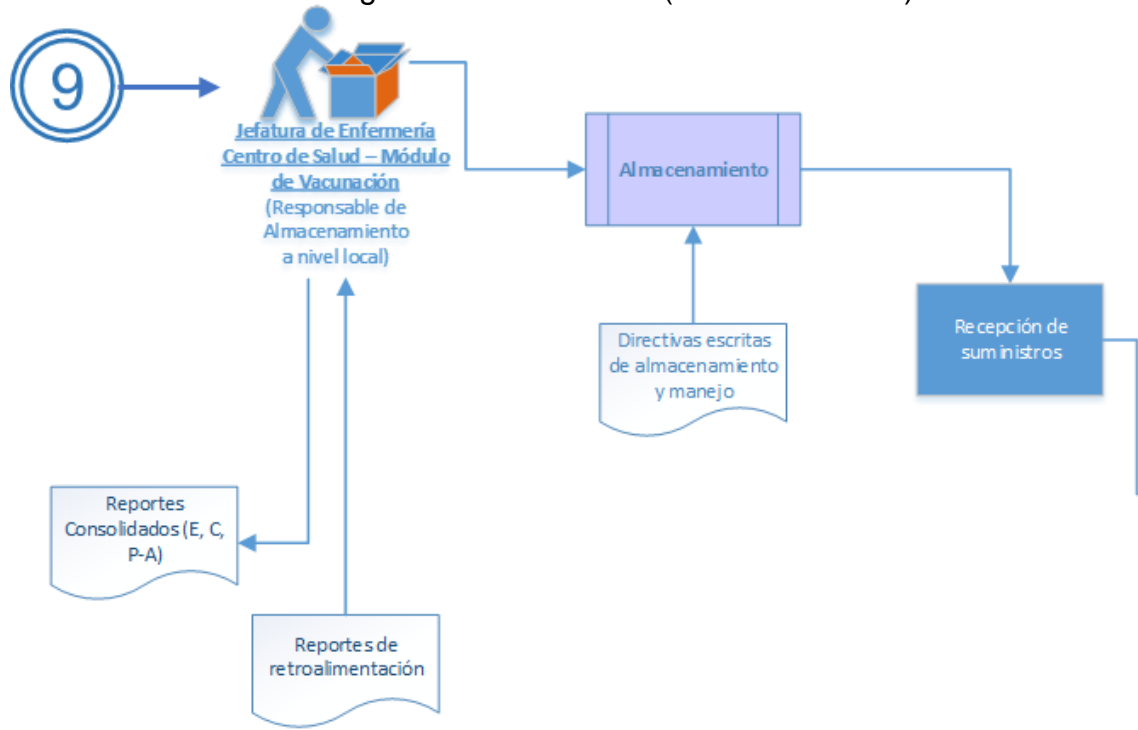 9
Jefatura de Enfermería
Centro de Salud – Módulo
de Vacunación
(Responsable de
Almacenamiento
a nivel local)
Almacenamiento
Directivas escritas
de almacenamiento
y manejo
Recepción de
suministros
Reportes
Consolidados (E, C,
P-A)
Reportes de
retroalimentación